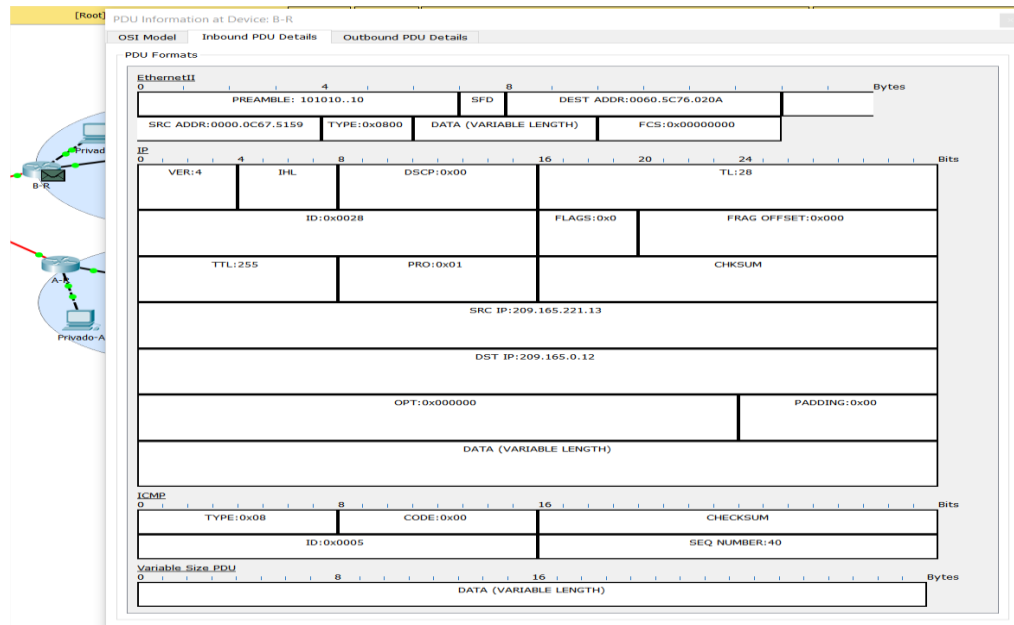 [Root]
PDU Information at Device: B-R
OSI Model Inbound PDU Details Outbound PDU Details
PDU Formats
EthernetII
0 4 8 Bytes
PREAMBLE: 101010..10 SFD DEST ADDR:0060.5C76.020A
SRC ADDR:0000.0C67.5159 TYPE:0x0800 DATA (VARIABLE LENGTH) FCS:0x00000000
IP
0 4 8 16 20 24 Bits
VER:4 IHL DSCP:0x00 TL:28
ID:0x0028 FLAGS:0x0 FRAG OFFSET:0x000
TTL:255 PRO:0x01 CHKSUM
SRC IP:209.165.221.13
DST IP:209.165.0.12
OPT:0x000000 PADDING:0x00
DATA (VARIABLE LENGTH)
ICMP
0 8 16 Bits
TYPE:0x08 CODE:0x00 CHECKSUM
ID:0x0005 SEQ NUMBER:40
Variable Size PDU
0 8 16 Bytes
DATA (VARIABLE LENGTH)
Privad
B-R
A-R
Privado-A